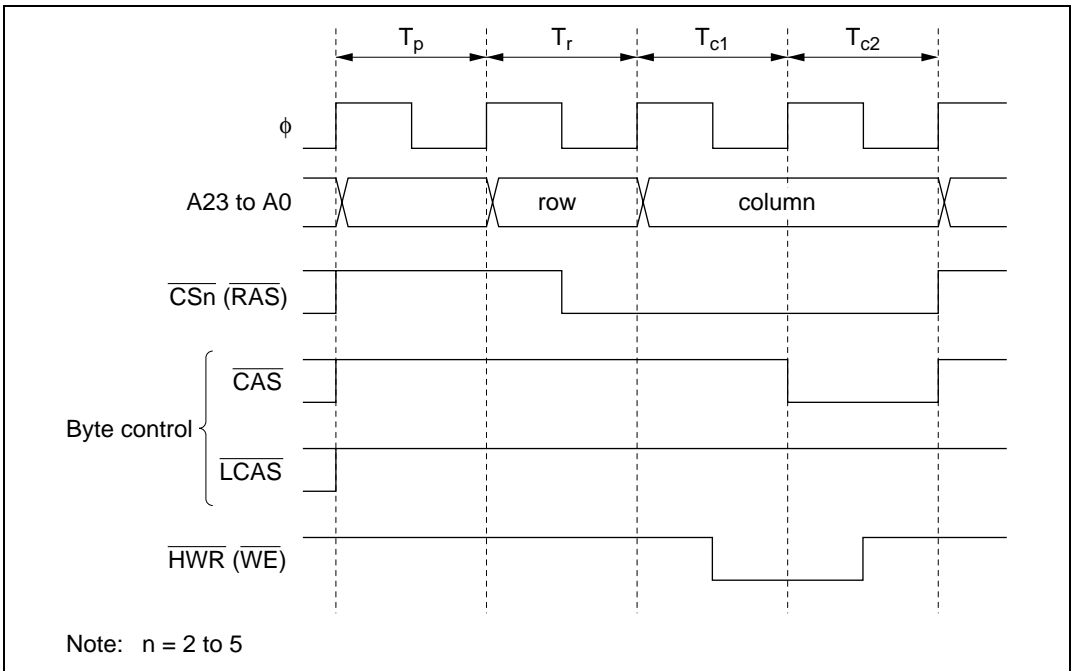 Tp Tr Tc1 Tc2
φ
A23 to A0 row column
CSn (RAS)
CAS
Byte control
LCAS
HWR (WE)
Note: n = 2 to 5